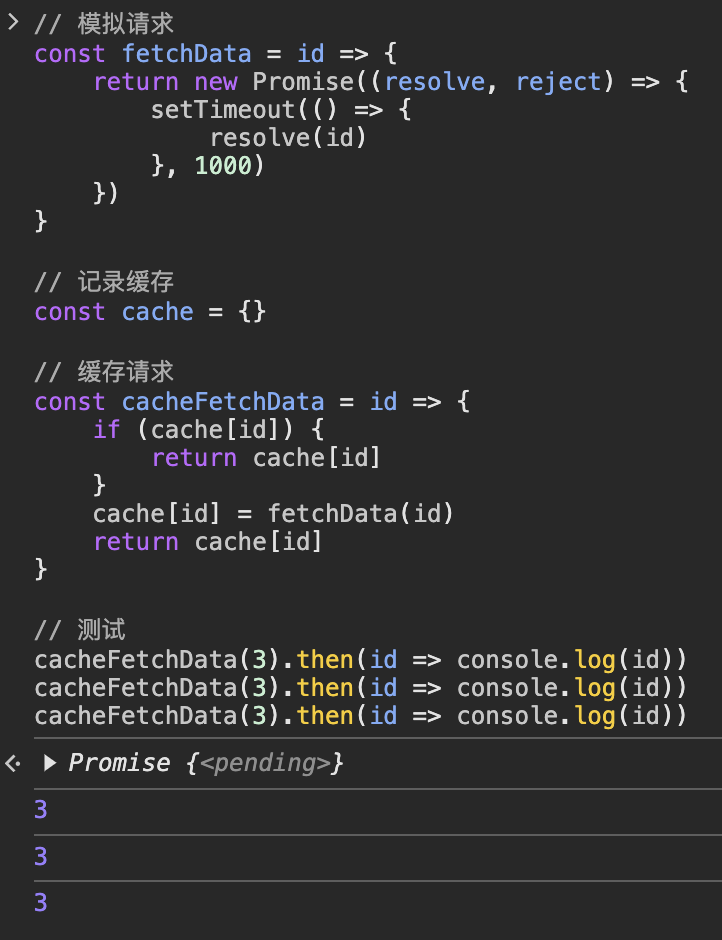 // 模拟请求
const fetchData = id => {
    return new Promise((resolve, reject) => {
        setTimeout(() => {
            resolve(id)
        }, 1000)
    })
}

// 记录缓存
const cache = {}

// 缓存请求
const cacheFetchData = id => {
    if (cache[id]) {
        return cache[id]
    }
    cache[id] = fetchData(id)
    return cache[id]
}

// 测试
cacheFetchData(3).then(id => console.log(id))
cacheFetchData(3).then(id => console.log(id))
cacheFetchData(3).then(id => console.log(id))
Promise {<pending>}
3
3
3